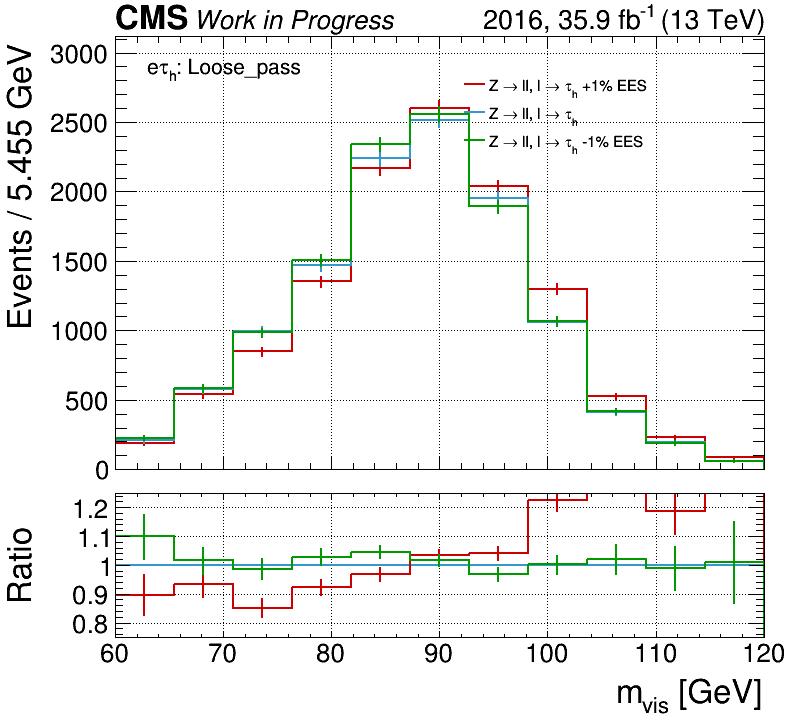 CMS Work in Progress 2016, 35.9 fb⁻¹ (13 TeV)
eτₕ: Loose_pass
Z → ll, l → τₕ +1% EES
Z → ll, l → τₕ
Z → ll, l → τₕ -1% EES
Events / 5.455 GeV
3000
2500
2000
1500
1000
500
0
Ratio
1.2
1.1
1
0.9
0.8
60 70 80 90 100 110 120
m_vis [GeV]